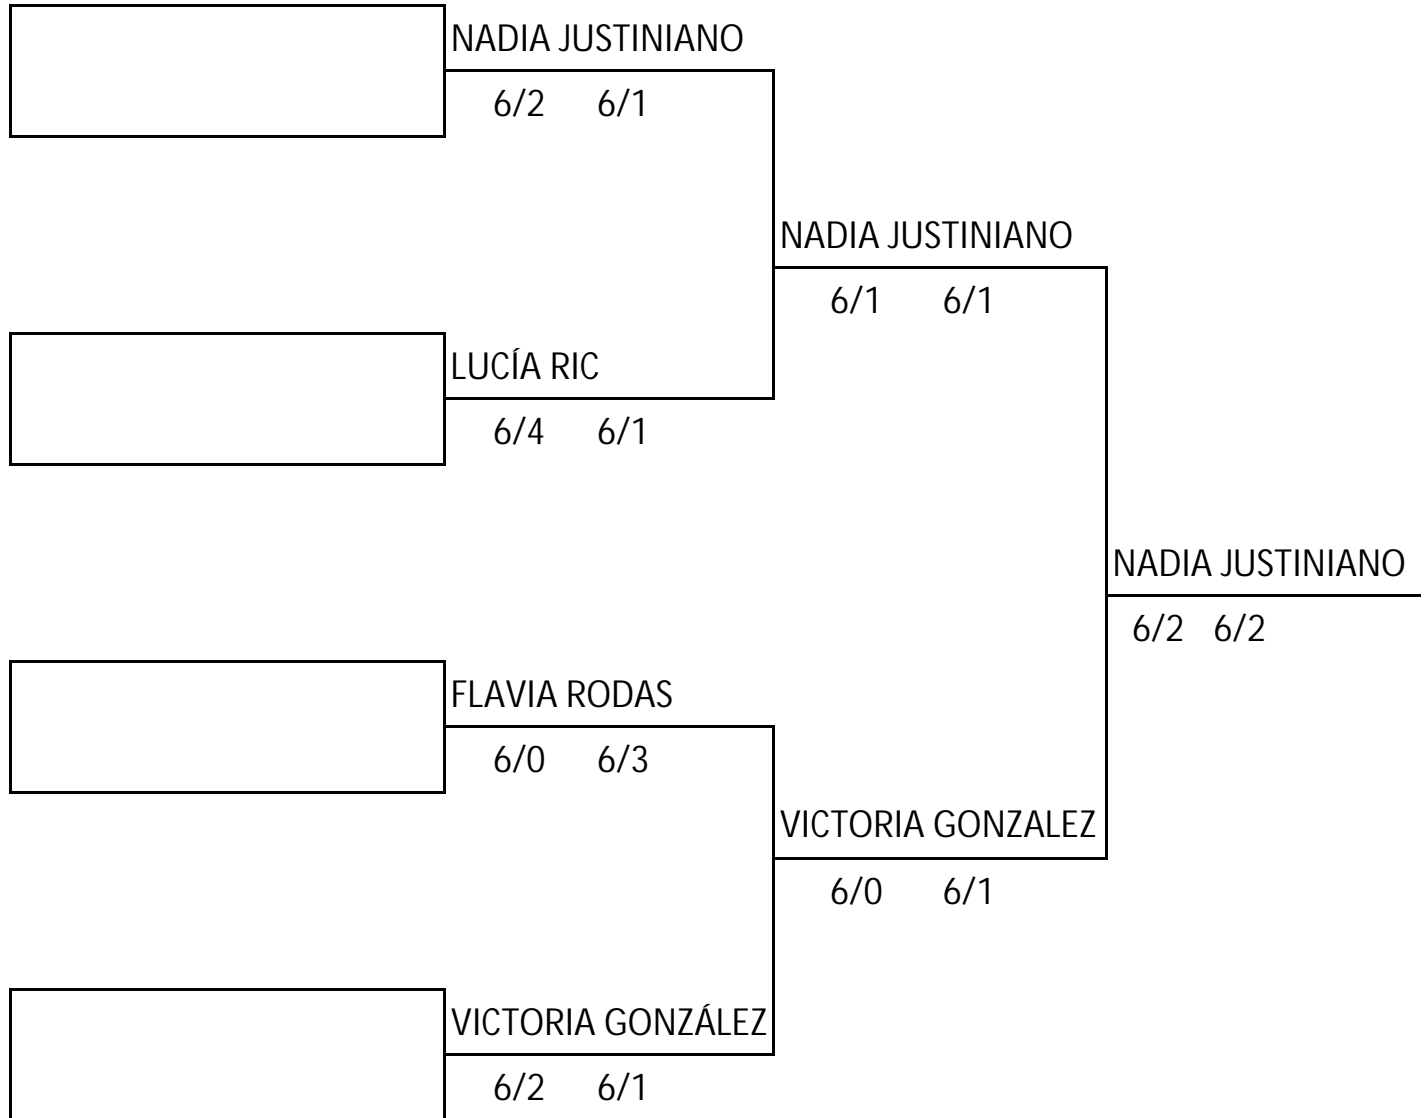 NADIA JUSTINIANO
6/2 6/1
NADIA JUSTINIANO
6/1 6/1
LUCÍA RIC
6/4 6/1
NADIA JUSTINIANO
6/2 6/2
FLAVIA RODAS
6/0 6/3
VICTORIA GONZALEZ
6/0 6/1
VICTORIA GONZÁLEZ
6/2 6/1